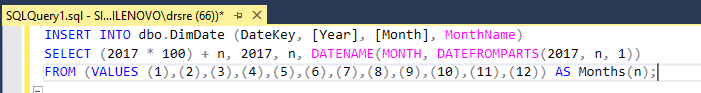 SQLQuery1.sql - SI...ILENOVO\drsre (66))*
INSERT INTO dbo.DimDate (DateKey, [Year], [Month], MonthName)
SELECT (2017 * 100) + n, 2017, n, DATENAME(MONTH, DATEFROMPARTS(2017, n, 1))
FROM (VALUES (1),(2),(3),(4),(5),(6),(7),(8),(9),(10),(11),(12)) AS Months(n);